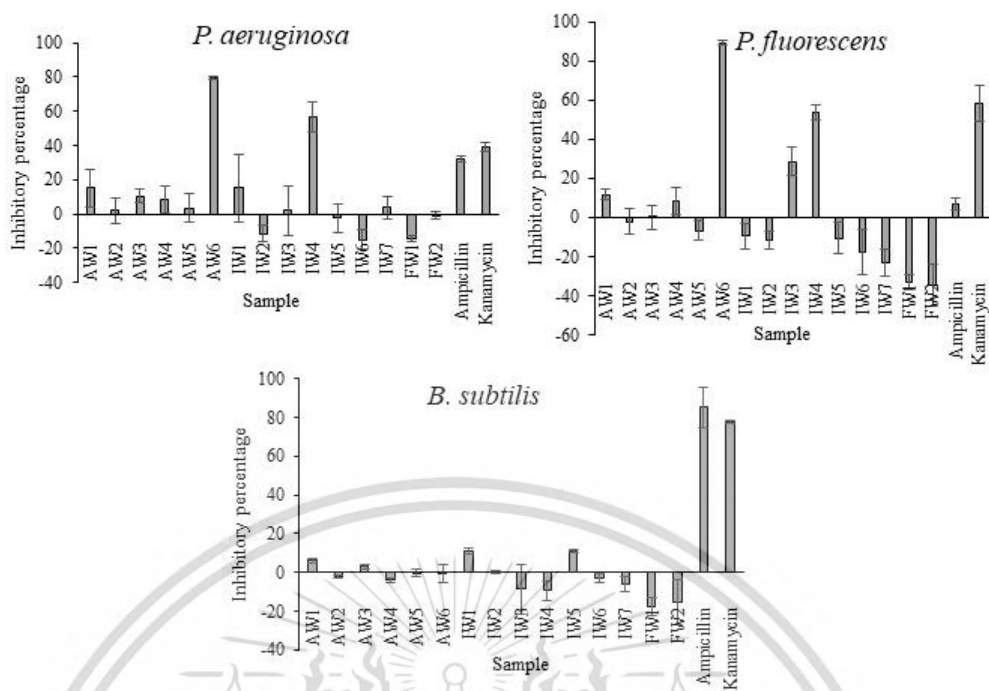 P. aeruginosa
Inhibitory percentage
100
80
60
40
20
0
-20
-40
AW1
AW2
AW3
AW4
AW5
AW6
IW1
IW2
IW3
IW4
IW5
IW6
IW7
FW1
FW2
Ampicillin
Kanamycin
Sample
P. fluorescens
Inhibitory percentage
100
80
60
40
20
0
-20
-40
-60
AW1
AW2
AW3
AW4
AW5
AW6
IW1
IW2
IW3
IW4
IW5
IW6
IW7
FW1
FW2
Ampicillin
Kanamycin
Sample
B. subtilis
Inhibitory percentage
100
80
60
40
20
0
-20
-40
AW1
AW2
AW3
AW4
AW5
AW6
IW1
IW2
IW3
IW4
IW5
IW6
IW7
FW1
FW2
Ampicillin
Kanamycin
Sample